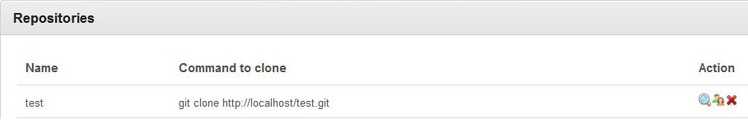 Repositories
Name Command to clone Action
test git clone http://localhost/test.git